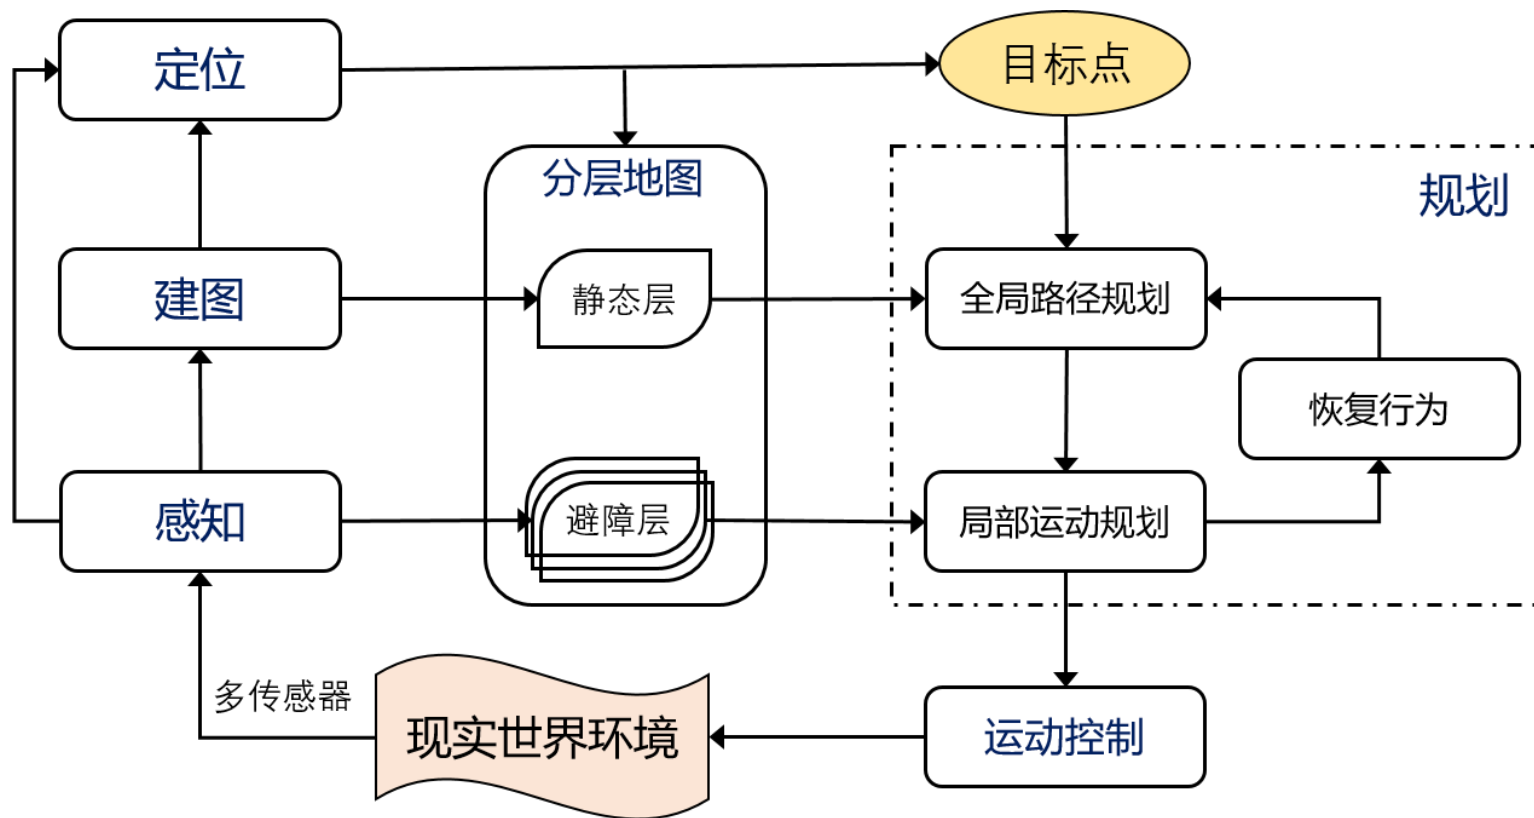 定位
目标点
分层地图
规划
建图
静态层
全局路径规划
恢复行为
感知
避障层
局部运动规划
多传感器
现实世界环境
运动控制